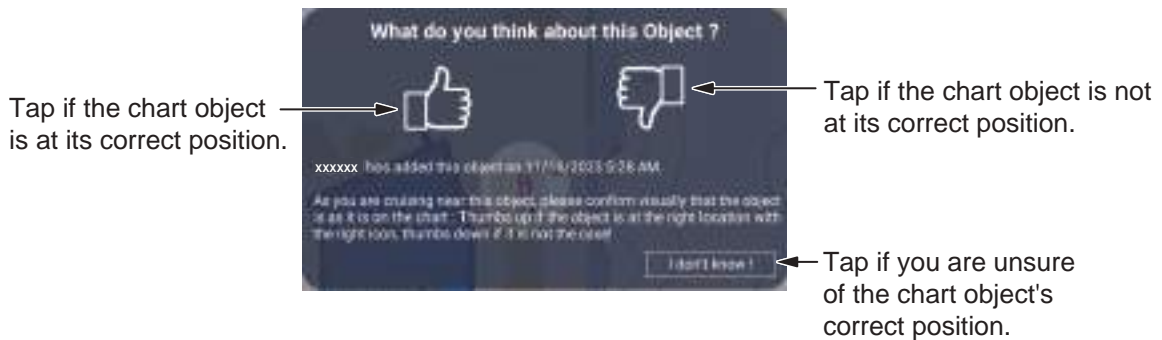 What do you think about this Object ?
Tap if the chart object
is at its correct position.
Tap if the chart object is not
at its correct position.
xxxxxx has added this object on 11/16/2023 5:28 AM.
As you are cruising near this object, please confirm visually that the object
is as it is on the chart. Thumbs up if the object is at the right location with
the right icon, thumbs down if it is not the case!
I don't know !
Tap if you are unsure
of the chart object's
correct position.